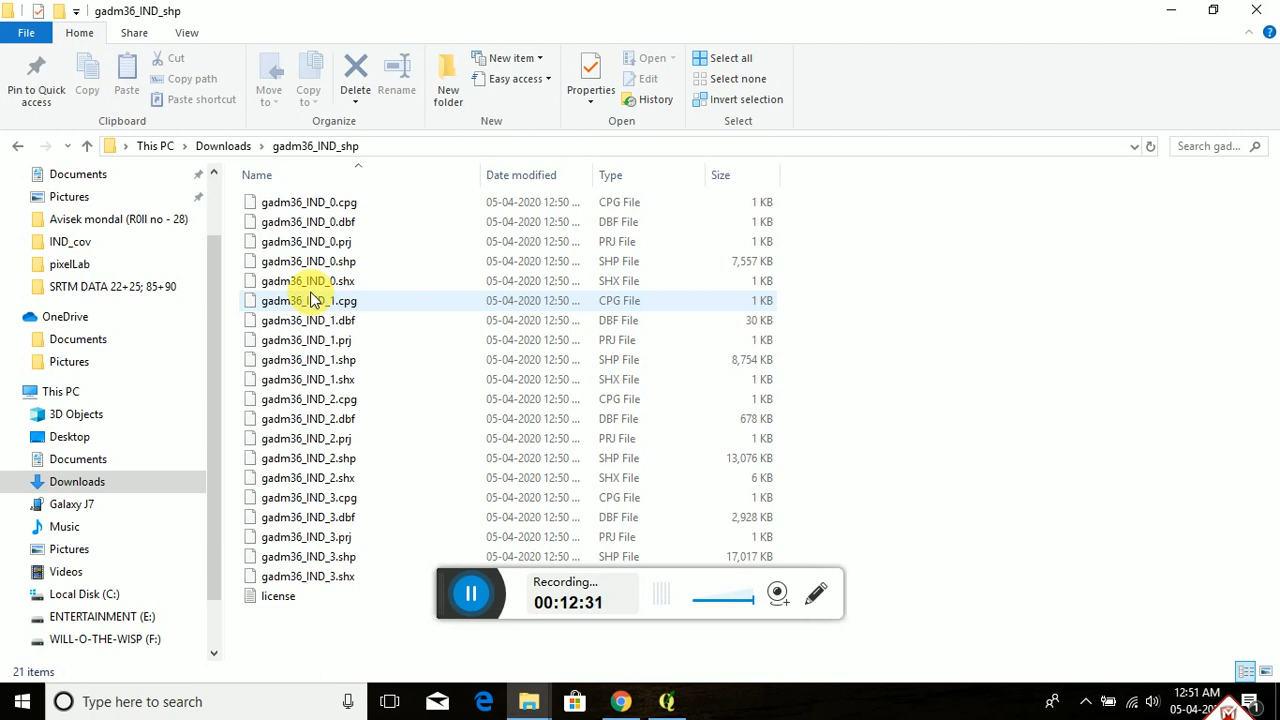 gadm36_IND_shp
File Home Share View
Pin to Quick access
Copy
Paste
Cut
Copy path
Paste shortcut
Clipboard
Move to
Copy to
Delete
Rename
Organize
New folder
New item
Easy access
New
Properties
Open
Edit
History
Open
Select all
Select none
Invert selection
Select
This PC Downloads gadm36_IND_shp
Search gad...
Documents
Pictures
Avisek mondal (R0ll no - 28)
IND_cov
pixelLab
SRTM DATA 22+25; 85+90
OneDrive
Documents
Pictures
This PC
3D Objects
Desktop
Documents
Downloads
Galaxy J7
Music
Pictures
Videos
Local Disk (C:)
ENTERTAINMENT (E:)
WILL-O-THE-WISP (F:)
Name Date modified Type Size
gadm36_IND_0.cpg 05-04-2020 12:50 ... CPG File 1 KB
gadm36_IND_0.dbf 05-04-2020 12:50 ... DBF File 1 KB
gadm36_IND_0.prj 05-04-2020 12:50 ... PRJ File 1 KB
gadm36_IND_0.shp 05-04-2020 12:50 ... SHP File 7,557 KB
gadm36_IND_0.shx 05-04-2020 12:50 ... SHX File 1 KB
gadm36_IND_1.cpg 05-04-2020 12:50 ... CPG File 1 KB
gadm36_IND_1.dbf 05-04-2020 12:50 ... DBF File 30 KB
gadm36_IND_1.prj 05-04-2020 12:50 ... PRJ File 1 KB
gadm36_IND_1.shp 05-04-2020 12:50 ... SHP File 8,754 KB
gadm36_IND_1.shx 05-04-2020 12:50 ... SHX File 1 KB
gadm36_IND_2.cpg 05-04-2020 12:50 ... CPG File 1 KB
gadm36_IND_2.dbf 05-04-2020 12:50 ... DBF File 678 KB
gadm36_IND_2.prj 05-04-2020 12:50 ... PRJ File 1 KB
gadm36_IND_2.shp 05-04-2020 12:50 ... SHP File 13,076 KB
gadm36_IND_2.shx 05-04-2020 12:50 ... SHX File 6 KB
gadm36_IND_3.cpg 05-04-2020 12:50 ... CPG File 1 KB
gadm36_IND_3.dbf 05-04-2020 12:50 ... DBF File 2,928 KB
gadm36_IND_3.prj 05-04-2020 12:50 ... PRJ File 1 KB
gadm36_IND_3.shp 05-04-2020 12:50 ... SHP File 17,017 KB
gadm36_IND_3.shx
license
Recording...
00:12:31
21 items
Type here to search
12:51 AM
05-04-20
1